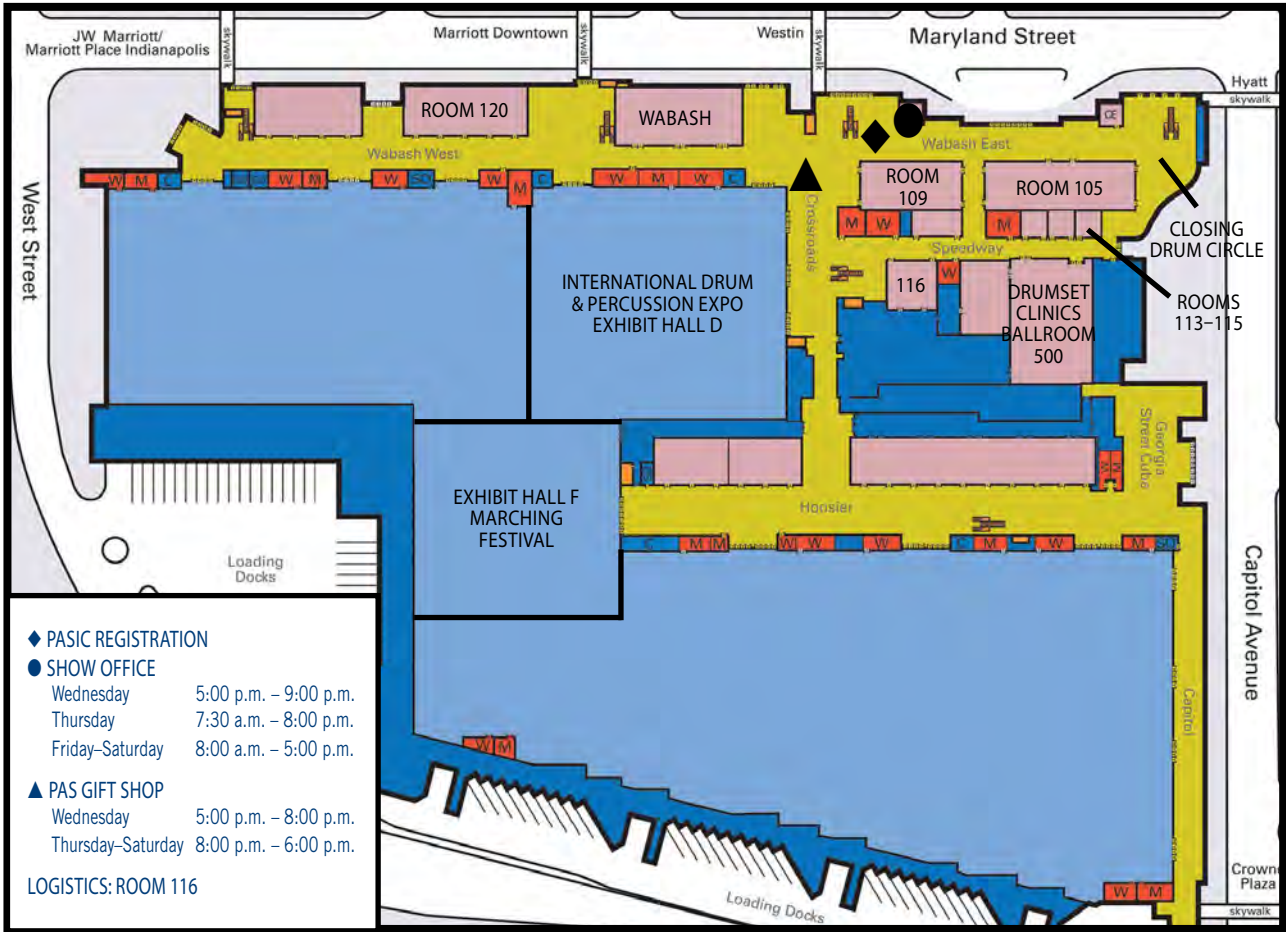 JW Marriott/
Marriott Place Indianapolis
skywalk
Marriott Downtown
skywalk
Westin
skywalk
Maryland Street
Hyatt
skywalk
ROOM 120
WABASH
Wabash West
Wabash East
CE
W M C
W M
W SD
W M C
W M W C
ROOM
109
ROOM 105
M W
M
Crossroads
Speedway
CLOSING
DRUM CIRCLE
ROOMS
113–115
West Street
INTERNATIONAL DRUM
& PERCUSSION EXPO
EXHIBIT HALL D
116
W
DRUMSET
CLINICS
BALLROOM
500
Georgia
Street Cuba
W M
EXHIBIT HALL F
MARCHING
FESTIVAL
Hoosier
C M M
W W
W
C M
W
M SD
Loading
Docks
Capitol Avenue
Capitol
W M
W M
Loading Docks
Crowne
Plaza
skywalk
◆ PASIC REGISTRATION
● SHOW OFFICE
Wednesday 5:00 p.m. – 9:00 p.m.
Thursday 7:30 a.m. – 8:00 p.m.
Friday–Saturday 8:00 a.m. – 5:00 p.m.
▲ PAS GIFT SHOP
Wednesday 5:00 p.m. – 8:00 p.m.
Thursday–Saturday 8:00 p.m. – 6:00 p.m.
LOGISTICS: ROOM 116